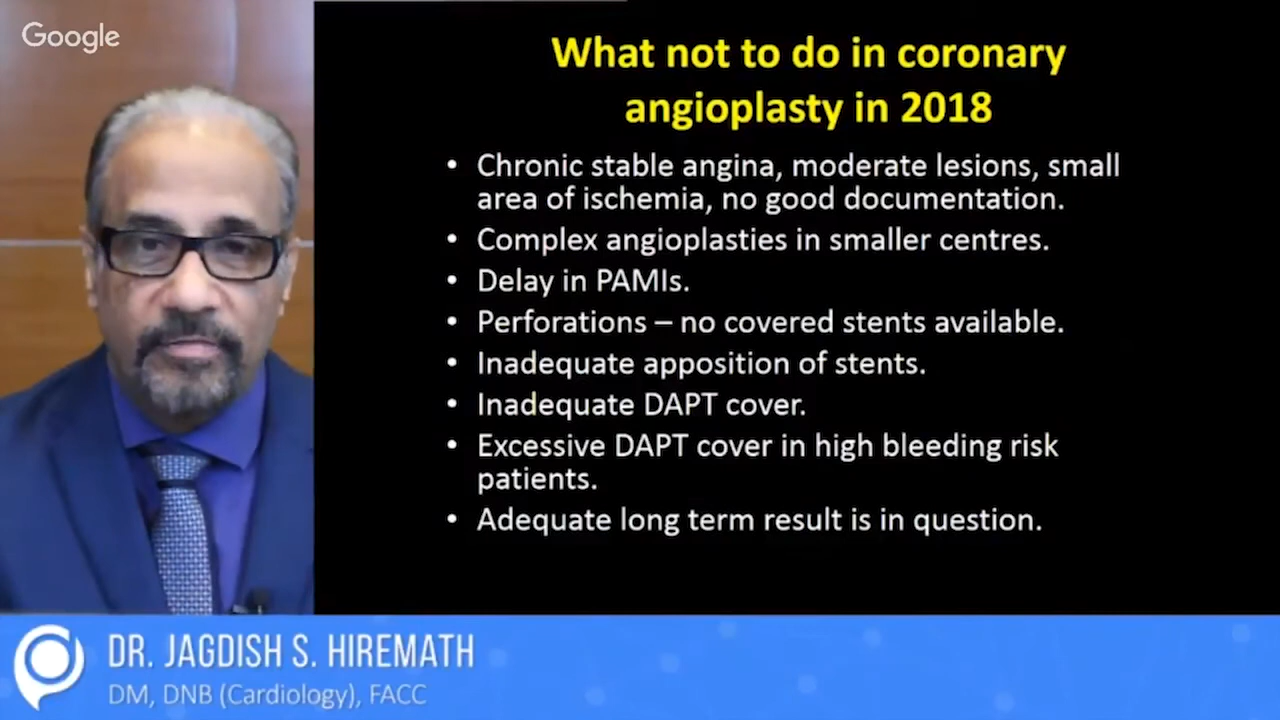 Google
What not to do in coronary
angioplasty in 2018
• Chronic stable angina, moderate lesions, small
area of ischemia, no good documentation.
• Complex angioplasties in smaller centres.
• Delay in PAMIs.
• Perforations – no covered stents available.
• Inadequate apposition of stents.
• Inadequate DAPT cover.
• Excessive DAPT cover in high bleeding risk
patients.
• Adequate long term result is in question.
DR. JAGDISH S. HIREMATH
DM, DNB (Cardiology), FACC